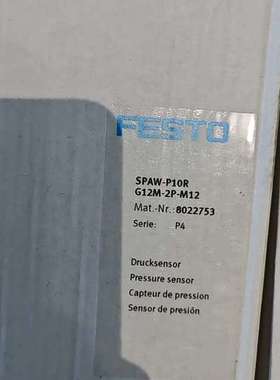 FESTO
SPAW-P10R
G12M-2P-M12
Mat.-Nr.: 8022753
Serie: P4
Drucksensor
Pressure sensor
Capteur de pression
Sensor de presión